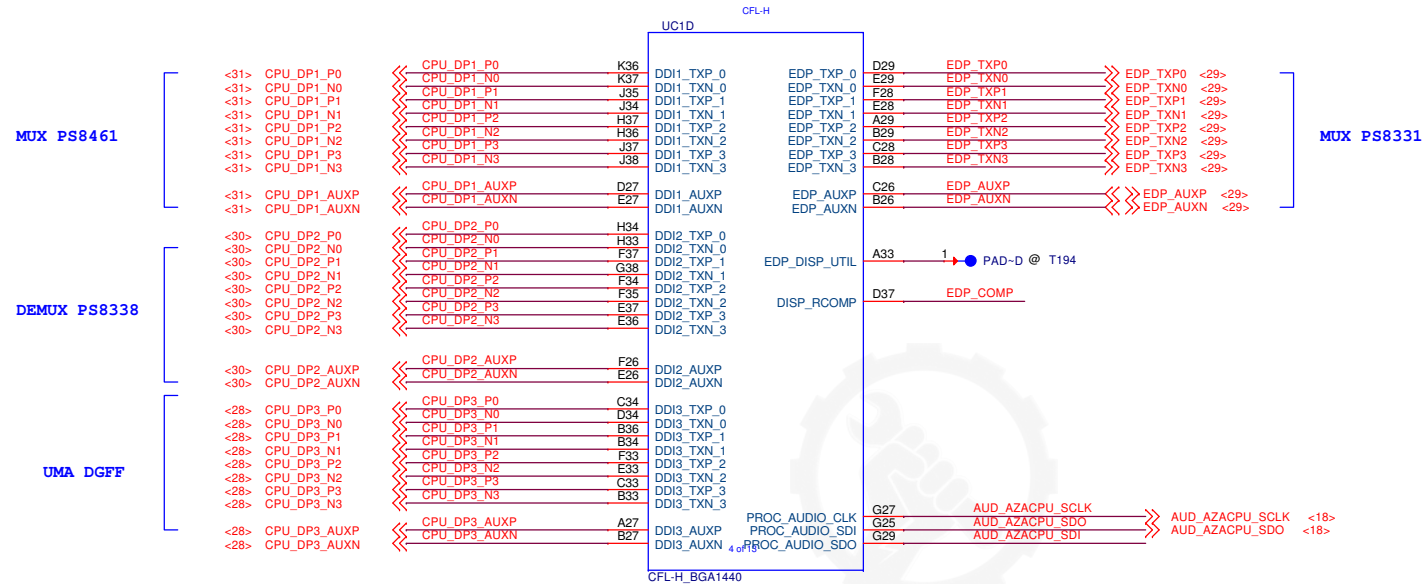 CFL-H
UC1D
MUX PS8461
<31> CPU_DP1_P0 CPU_DP1_P0 K36 DDI1_TXP_0
<31> CPU_DP1_N0 CPU_DP1_N0 K37 DDI1_TXN_0
<31> CPU_DP1_P1 CPU_DP1_P1 J35 DDI1_TXP_1
<31> CPU_DP1_N1 CPU_DP1_N1 J34 DDI1_TXN_1
<31> CPU_DP1_P2 CPU_DP1_P2 H37 DDI1_TXP_2
<31> CPU_DP1_N2 CPU_DP1_N2 H36 DDI1_TXN_2
<31> CPU_DP1_P3 CPU_DP1_P3 J37 DDI1_TXP_3
<31> CPU_DP1_N3 CPU_DP1_N3 J38 DDI1_TXN_3
<31> CPU_DP1_AUXP CPU_DP1_AUXP D27 DDI1_AUXP
<31> CPU_DP1_AUXN CPU_DP1_AUXN E27 DDI1_AUXN
DEMUX PS8338
<30> CPU_DP2_P0 CPU_DP2_P0 H34 DDI2_TXP_0
<30> CPU_DP2_N0 CPU_DP2_N0 H33 DDI2_TXN_0
<30> CPU_DP2_P1 CPU_DP2_P1 F37 DDI2_TXP_1
<30> CPU_DP2_N1 CPU_DP2_N1 G38 DDI2_TXN_1
<30> CPU_DP2_P2 CPU_DP2_P2 F34 DDI2_TXP_2
<30> CPU_DP2_N2 CPU_DP2_N2 F35 DDI2_TXN_2
<30> CPU_DP2_P3 CPU_DP2_P3 E37 DDI2_TXP_3
<30> CPU_DP2_N3 CPU_DP2_N3 E36 DDI2_TXN_3
<30> CPU_DP2_AUXP CPU_DP2_AUXP F26 DDI2_AUXP
<30> CPU_DP2_AUXN CPU_DP2_AUXN E26 DDI2_AUXN
UMA DGFF
<28> CPU_DP3_P0 CPU_DP3_P0 C34 DDI3_TXP_0
<28> CPU_DP3_N0 CPU_DP3_N0 D34 DDI3_TXN_0
<28> CPU_DP3_P1 CPU_DP3_P1 B36 DDI3_TXP_1
<28> CPU_DP3_N1 CPU_DP3_N1 B34 DDI3_TXN_1
<28> CPU_DP3_P2 CPU_DP3_P2 F33 DDI3_TXP_2
<28> CPU_DP3_N2 CPU_DP3_N2 E33 DDI3_TXN_2
<28> CPU_DP3_P3 CPU_DP3_P3 C33 DDI3_TXP_3
<28> CPU_DP3_N3 CPU_DP3_N3 B33 DDI3_TXN_3
<28> CPU_DP3_AUXP CPU_DP3_AUXP A27 DDI3_AUXP
<28> CPU_DP3_AUXN CPU_DP3_AUXN B27 DDI3_AUXN
EDP_TXP_0 D29 EDP_TXP0 EDP_TXP0 <29>
EDP_TXN_0 E29 EDP_TXN0 EDP_TXN0 <29>
EDP_TXP_1 F28 EDP_TXP1 EDP_TXP1 <29>
EDP_TXN_1 E28 EDP_TXN1 EDP_TXN1 <29>
EDP_TXP_2 A29 EDP_TXP2 EDP_TXP2 <29>
EDP_TXN_2 B29 EDP_TXN2 EDP_TXN2 <29>
EDP_TXP_3 C28 EDP_TXP3 EDP_TXP3 <29>
EDP_TXN_3 B28 EDP_TXN3 EDP_TXN3 <29>
EDP_AUXP C26 EDP_AUXP EDP_AUXP <29>
EDP_AUXN B26 EDP_AUXN EDP_AUXN <29>
MUX PS8331
EDP_DISP_UTIL A33 1 PAD~D @ T194
DISP_RCOMP D37 EDP_COMP
PROC_AUDIO_CLK G27 AUD_AZACPU_SCLK AUD_AZACPU_SCLK <18>
PROC_AUDIO_SDI G25 AUD_AZACPU_SDO AUD_AZACPU_SDO <18>
PROC_AUDIO_SDO G29 AUD_AZACPU_SDI
4 of 13
CFL-H_BGA1440